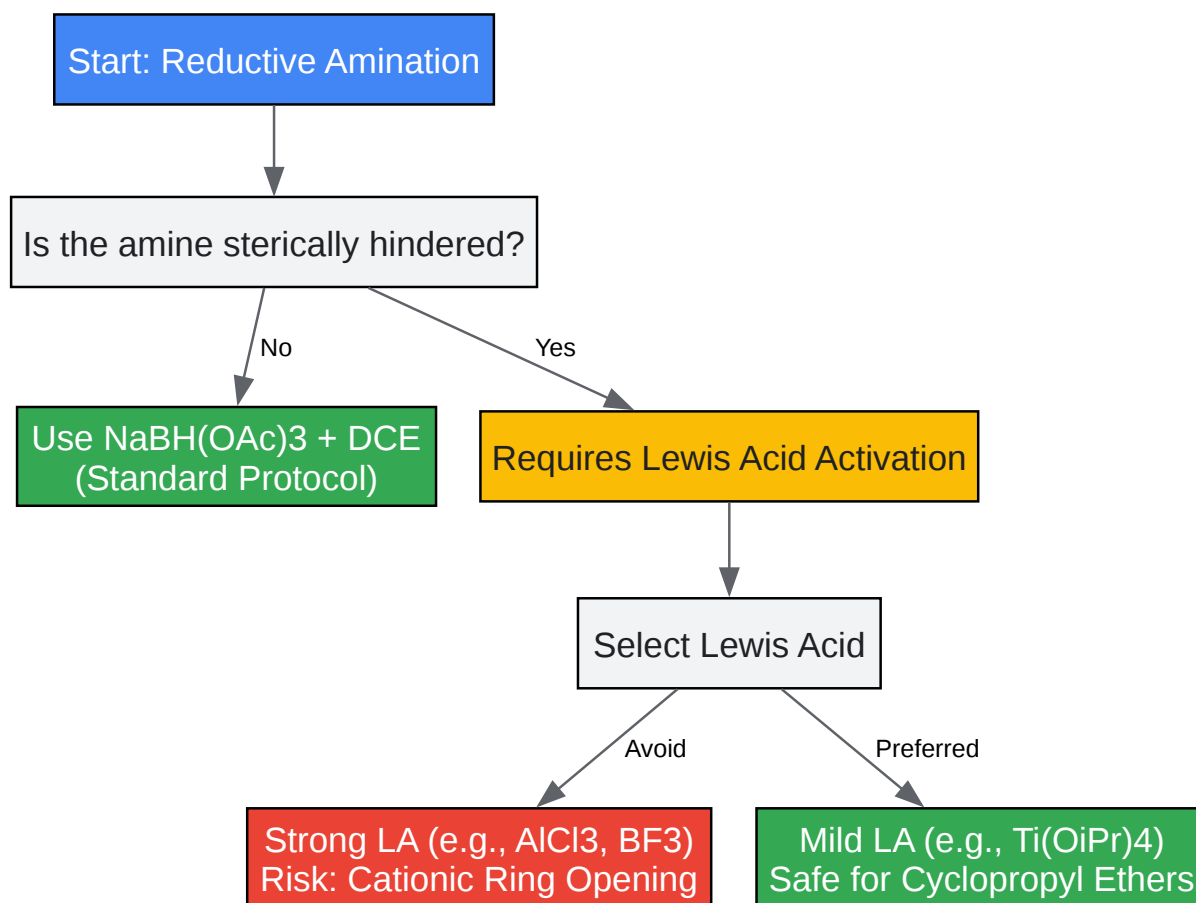 Start: Reductive Amination
Is the amine sterically hindered?
No
Yes
Use NaBH(OAc)3 + DCE
(Standard Protocol)
Requires Lewis Acid Activation
Select Lewis Acid
Avoid
Preferred
Strong LA (e.g., AlCl3, BF3)
Risk: Cationic Ring Opening
Mild LA (e.g., Ti(OiPr)4)
Safe for Cyclopropyl Ethers